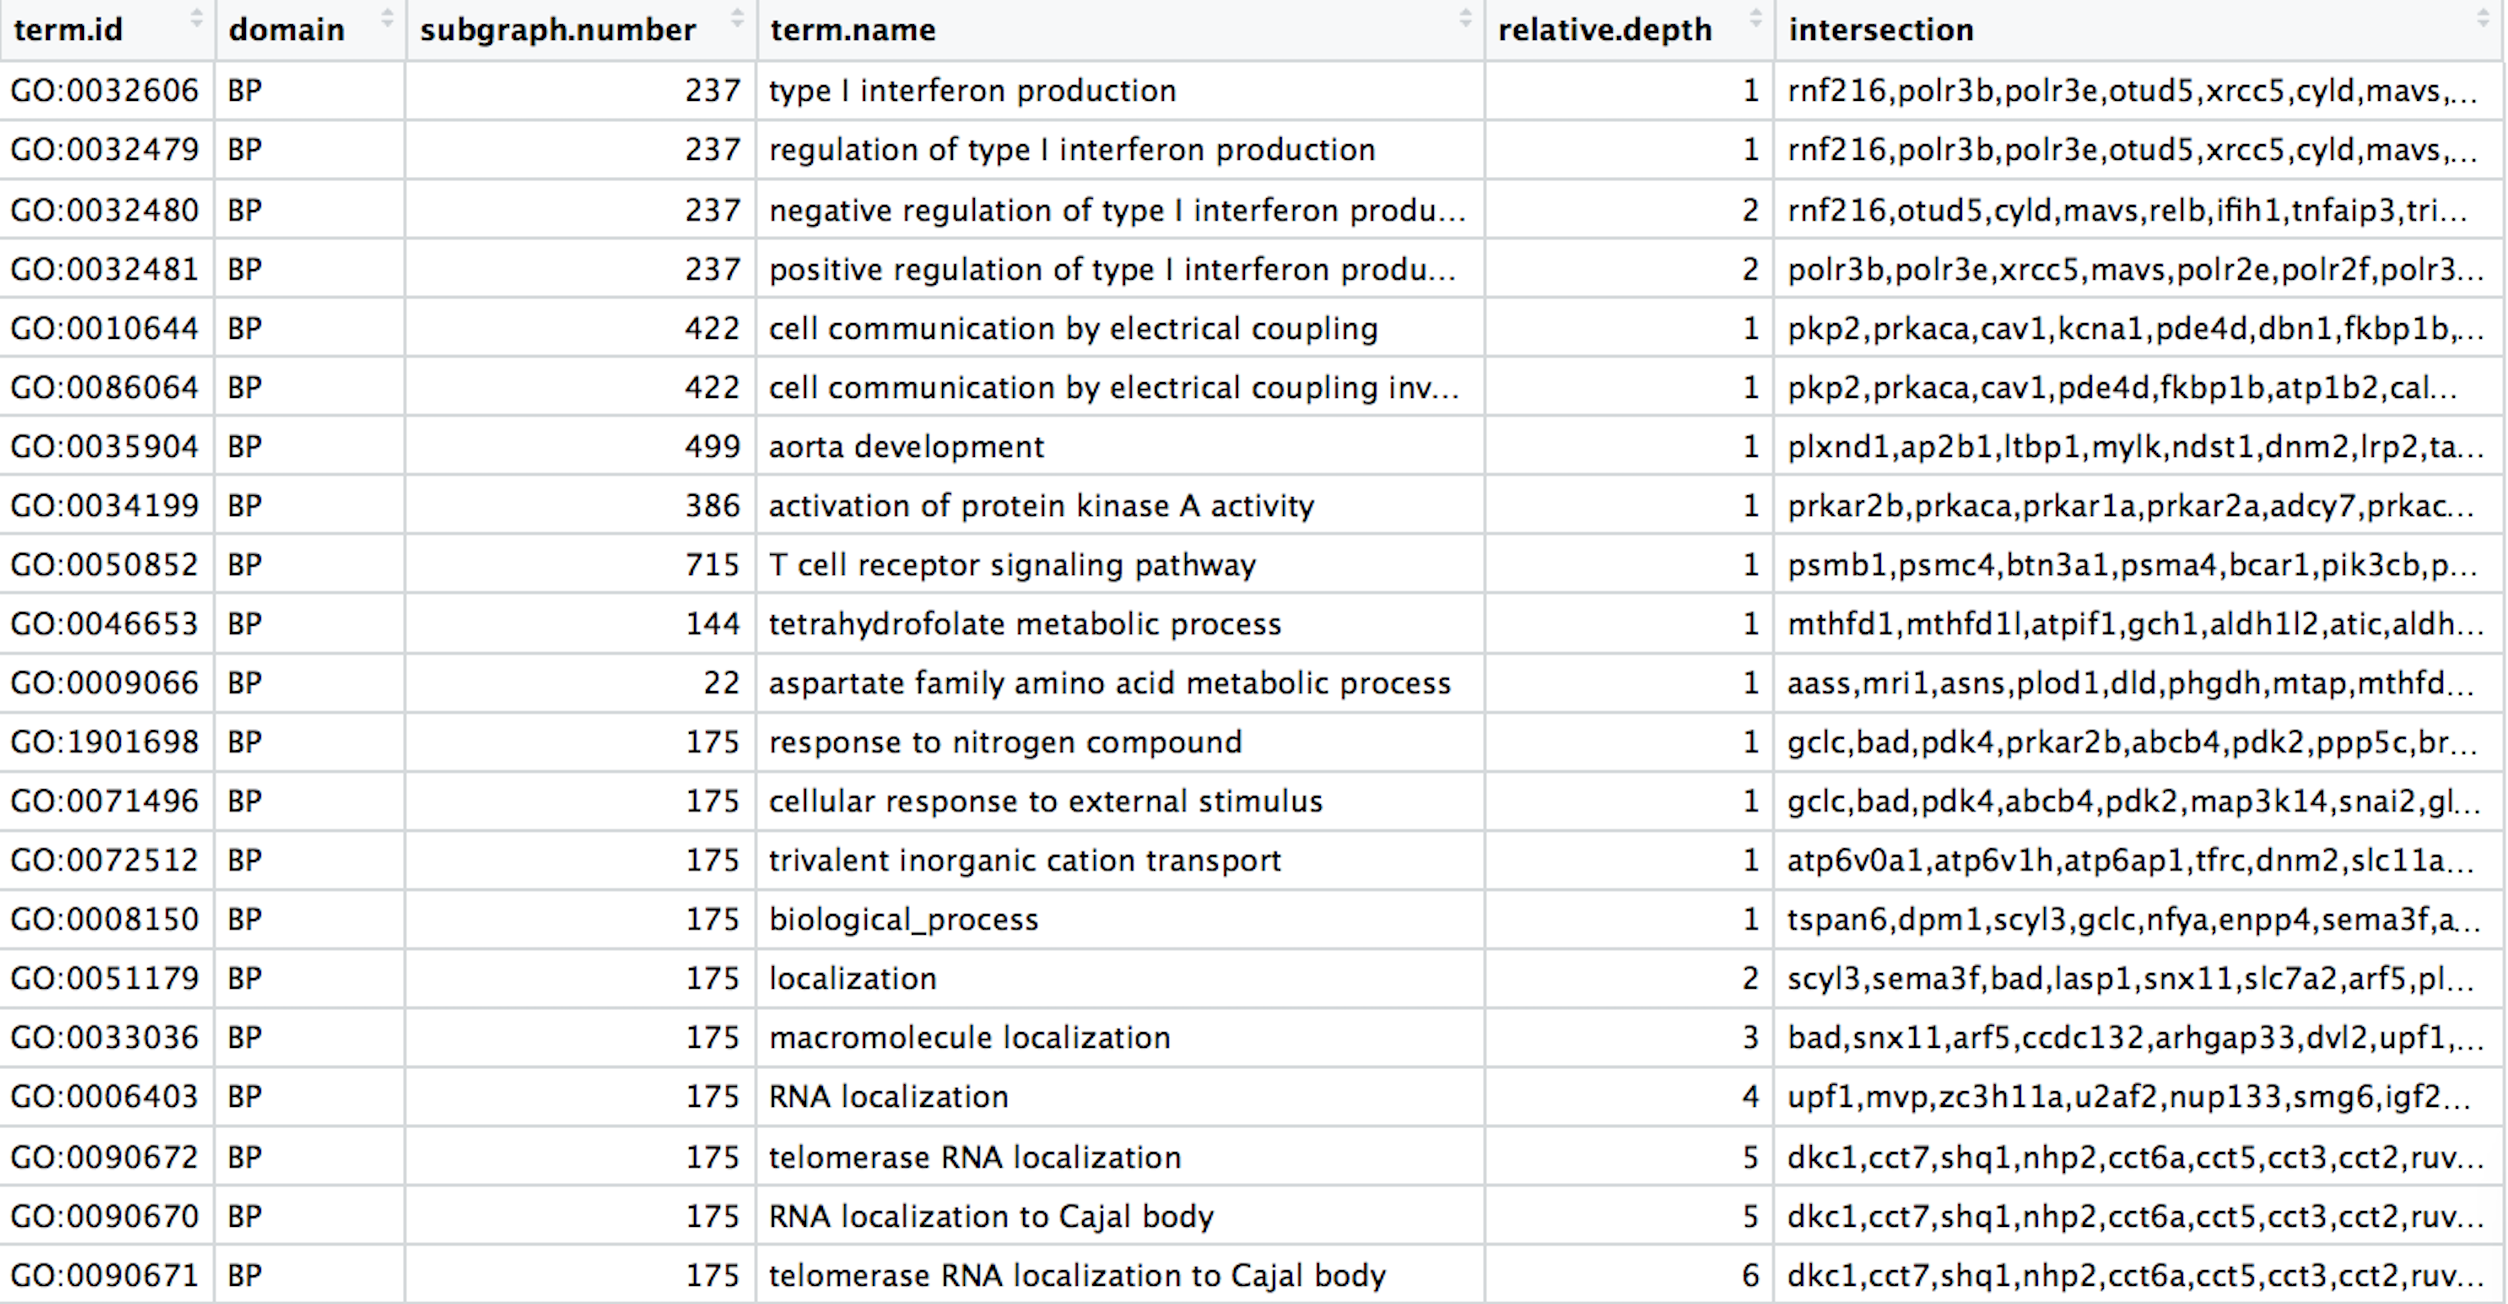 term.id domain subgraph.number term.name relative.depth intersection
GO:0032606 BP 237 type I interferon production 1 rnf216,polr3b,polr3e,otud5,xrcc5,cyld,mavs,...
GO:0032479 BP 237 regulation of type I interferon production 1 rnf216,polr3b,polr3e,otud5,xrcc5,cyld,mavs,...
GO:0032480 BP 237 negative regulation of type I interferon produ... 2 rnf216,otud5,cyld,mavs,relb,ifih1,tnfaip3,tri...
GO:0032481 BP 237 positive regulation of type I interferon produ... 2 polr3b,polr3e,xrcc5,mavs,polr2e,polr2f,polr3...
GO:0010644 BP 422 cell communication by electrical coupling 1 pkp2,prkaca,cav1,kcna1,pde4d,dbn1,fkbp1b,...
GO:0086064 BP 422 cell communication by electrical coupling inv... 1 pkp2,prkaca,cav1,pde4d,fkbp1b,atp1b2,cal...
GO:0035904 BP 499 aorta development 1 plxnd1,ap2b1,ltbp1,mylk,ndst1,dnm2,lrp2,ta...
GO:0034199 BP 386 activation of protein kinase A activity 1 prkar2b,prkaca,prkar1a,prkar2a,adcy7,prkac...
GO:0050852 BP 715 T cell receptor signaling pathway 1 psmb1,psmc4,btn3a1,psma4,bcar1,pik3cb,p...
GO:0046653 BP 144 tetrahydrofolate metabolic process 1 mthfd1,mthfd1l,atpif1,gch1,aldh1l2,atic,aldh...
GO:0009066 BP 22 aspartate family amino acid metabolic process 1 aass,mri1,asns,plod1,dld,phgdh,mtap,mthfd...
GO:1901698 BP 175 response to nitrogen compound 1 gclc,bad,pdk4,prkar2b,abcb4,pdk2,ppp5c,br...
GO:0071496 BP 175 cellular response to external stimulus 1 gclc,bad,pdk4,abcb4,pdk2,map3k14,snai2,gl...
GO:0072512 BP 175 trivalent inorganic cation transport 1 atp6v0a1,atp6v1h,atp6ap1,tfrc,dnm2,slc11a...
GO:0008150 BP 175 biological_process 1 tspan6,dpm1,scyl3,gclc,nfya,enpp4,sema3f,a...
GO:0051179 BP 175 localization 2 scyl3,sema3f,bad,lasp1,snx11,slc7a2,arf5,pl...
GO:0033036 BP 175 macromolecule localization 3 bad,snx11,arf5,ccdc132,arhgap33,dvl2,upf1,...
GO:0006403 BP 175 RNA localization 4 upf1,mvp,zc3h11a,u2af2,nup133,smg6,igf2...
GO:0090672 BP 175 telomerase RNA localization 5 dkc1,cct7,shq1,nhp2,cct6a,cct5,cct3,cct2,ruv...
GO:0090670 BP 175 RNA localization to Cajal body 5 dkc1,cct7,shq1,nhp2,cct6a,cct5,cct3,cct2,ruv...
GO:0090671 BP 175 telomerase RNA localization to Cajal body 6 dkc1,cct7,shq1,nhp2,cct6a,cct5,cct3,cct2,ruv...